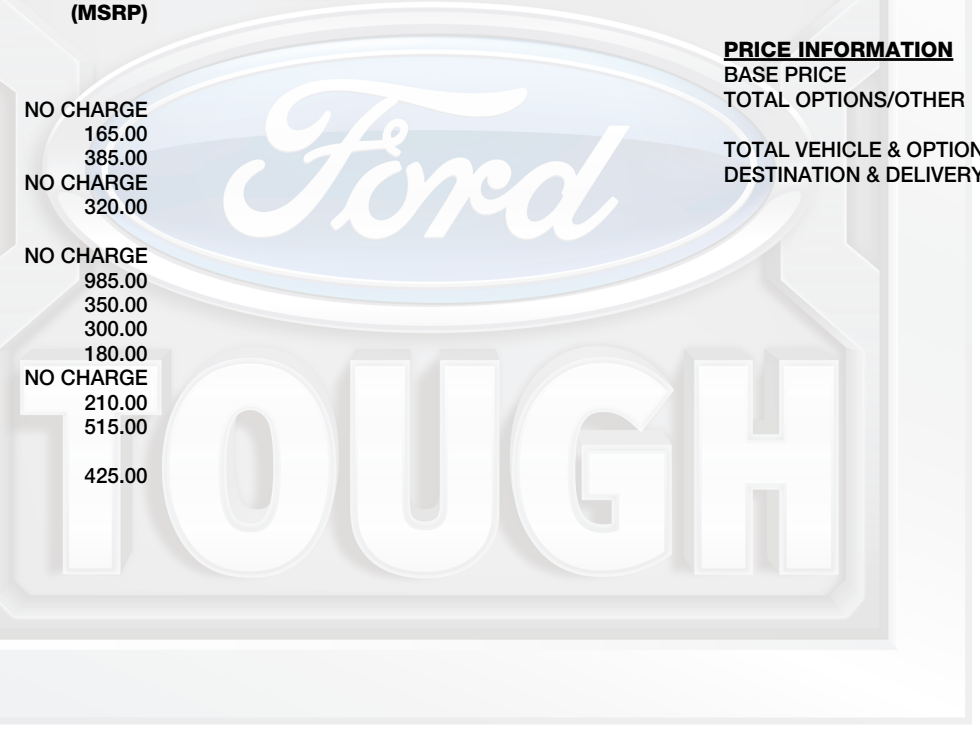 (MSRP)
NO CHARGE
165.00
385.00
NO CHARGE
320.00
NO CHARGE
985.00
350.00
300.00
180.00
NO CHARGE
210.00
515.00
425.00
PRICE INFORMATION
BASE PRICE
TOTAL OPTIONS/OTHER
TOTAL VEHICLE & OPTION
DESTINATION & DELIVERY
Ford
TOUGH